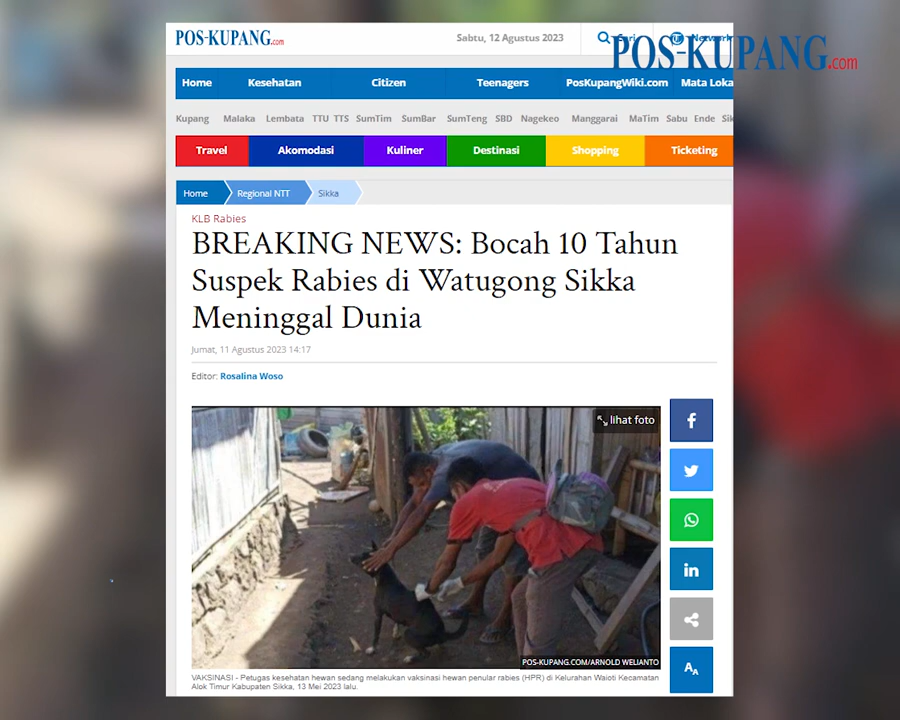 POS-KUPANG.com
Sabtu, 12 Agustus 2023
POS-KUPANG.com
Home Kesehatan Citizen Teenagers PosKupangWiki.com Mata Loka
Kupang Malaka Lembata TTU TTS SumTim SumBar SumTeng SBD Nagekeo Manggarai MaTim Sabu Ende Sik
Travel Akomodasi Kuliner Destinasi Shopping Ticketing
Home Regional NTT Sikka
KLB Rabies
BREAKING NEWS: Bocah 10 Tahun
Suspek Rabies di Watugong Sikka
Meninggal Dunia
Jumat, 11 Agustus 2023 14:17
Editor: Rosalina Woso
lihat foto
POS-KUPANG.COM/ARNOLD WELIANTO
VAKSINASI - Petugas kesehatan hewan sedang melakukan vaksinasi hewan penular rabies (HPR) di Kelurahan Waioti Kecamatan
Alok Timur Kabupaten Sikka, 13 Mei 2023 lalu.